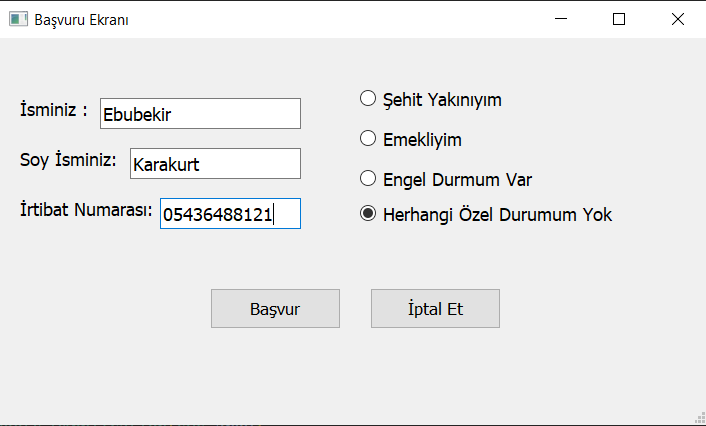 Başvuru Ekranı
İsminiz : Ebubekir
Soy İsminiz: Karakurt
İrtibat Numarası: 05436488121
Şehit Yakınıyım
Emekliyim
Engel Durmum Var
Herhangi Özel Durumum Yok
Başvur İptal Et